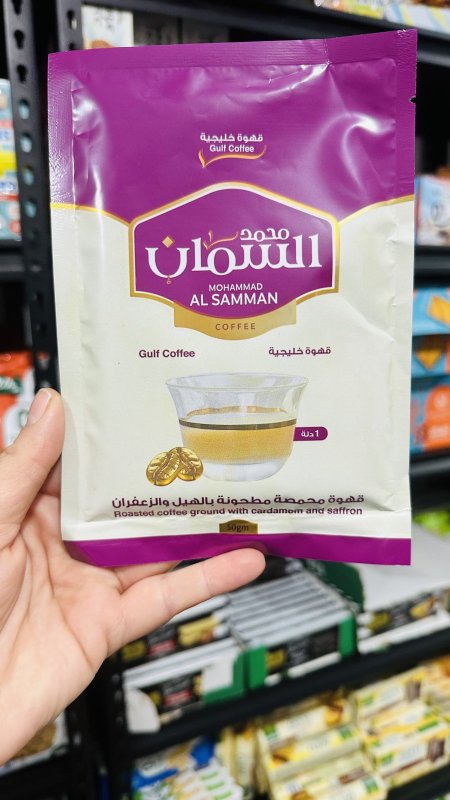 قهوة خليجية
Gulf Coffee
محمد
السمان
MOHAMMAD
AL SAMMAN
COFFEE
Gulf Coffee قهوة خليجية
1 دلة
قهوة محمصة مطحونة بالهيل والزعفران
Roasted coffee ground with cardamom and saffron
50gm